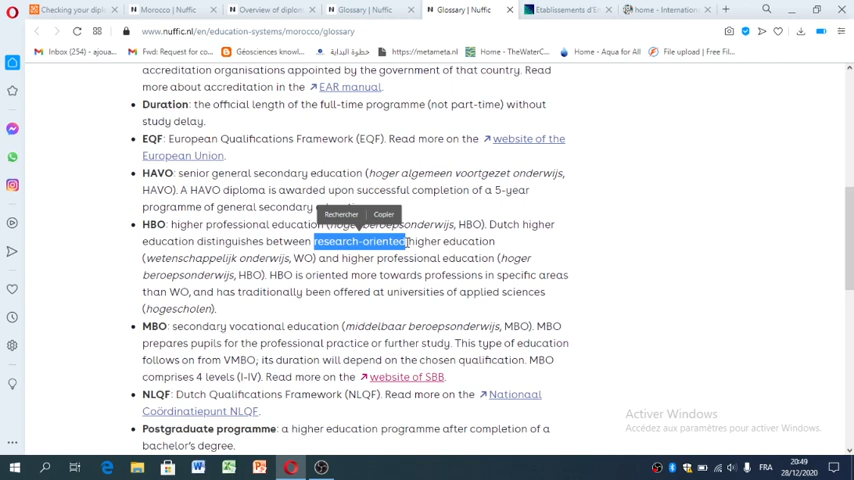 Checking your dipl
Morocco | Nuffic
Overview of diplom
Glossary | Nuffic
Glossary | Nuffic
Etablissements d'E
home - Internation
www.nuffic.nl/en/education-systems/morocco/glossary
Inbox (254) - ajoua...
Fwd: Request for co...
Géosciences knowl...
خطوة البداية
https://metameta.nl
Home - TheWaterC...
Home - Aqua for All
File upload | Free Fil...
accreditation organisations appointed by the government of that country. Read
more about accreditation in the EAR manual.
Duration: the official length of the full-time programme (not part-time) without
study delay.
EQF: European Qualifications Framework (EQF). Read more on the website of the
European Union.
HAVO: senior general secondary education (hoger algemeen voortgezet onderwijs,
HAVO). A HAVO diploma is awarded upon successful completion of a 5-year
programme of general secondary
Rechercher Copier
HBO: higher professional education (hoger beroepsonderwijs, HBO). Dutch higher
education distinguishes between research-oriented higher education
(wetenschappelijk onderwijs, WO) and higher professional education (hoger
beroepsonderwijs, HBO). HBO is oriented more towards professions in specific areas
than WO, and has traditionally been offered at universities of applied sciences
(hogescholen).
MBO: secondary vocational education (middelbaar beroepsonderwijs, MBO). MBO
prepares pupils for the professional practice or further study. This type of education
follows on from VMBO; its duration will depend on the chosen qualification. MBO
comprises 4 levels (I-IV). Read more on the website of SBB.
NLQF: Dutch Qualifications Framework (NLQF). Read more on the Nationaal
Coördinatiepunt NLQF.
Postgraduate programme: a higher education programme after completion of a
bachelor's degree.
Activer Windows
Accédez aux paramètres pour activer Windows.
FRA
20:49
28/12/2020